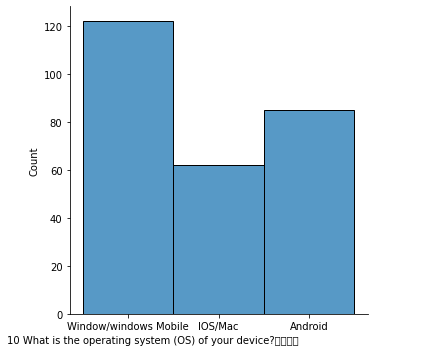 120
100
80
60
40
20
0
Count
Window/windows Mobile IOS/Mac Android
10 What is the operating system (OS) of your device?